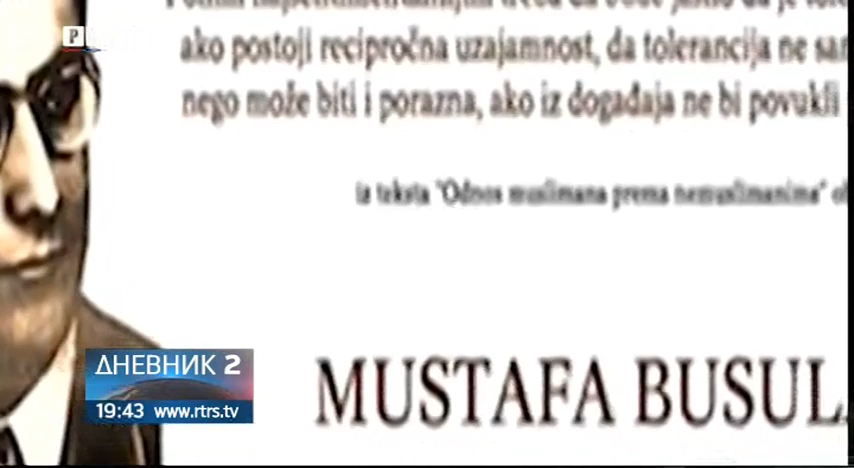 P
ako postoji recipročna uzajamnost, da tolerancija ne
nego može biti i porazna, ako iz događaja ne bi povukli
iz teksta "Odnos muslimana prema nemuslimanima"
MUSTAFA BUSUL
ДНЕВНИК 2
19:43 www.rtrs.tv